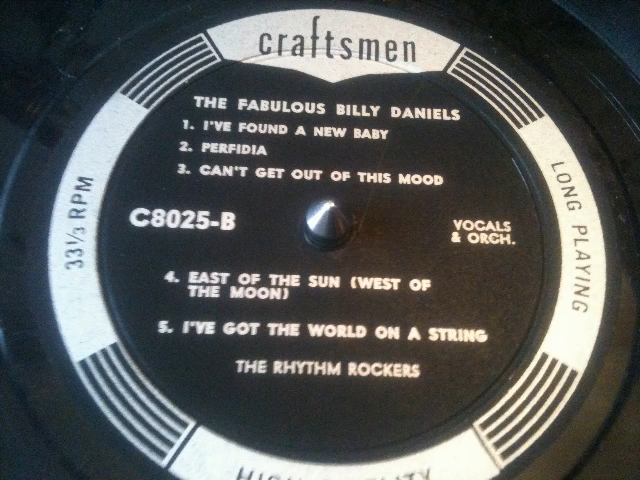 craftsmen
THE FABULOUS BILLY DANIELS
1. I'VE FOUND A NEW BABY
2. PERFIDIA
3. CAN'T GET OUT OF THIS MOOD
33⅓ RPM
C8025-B
VOCALS
& ORCH.
LONG PLAYING
4. EAST OF THE SUN (WEST OF
THE MOON)
5. I'VE GOT THE WORLD ON A STRING
THE RHYTHM ROCKERS
HIGH FIDELITY